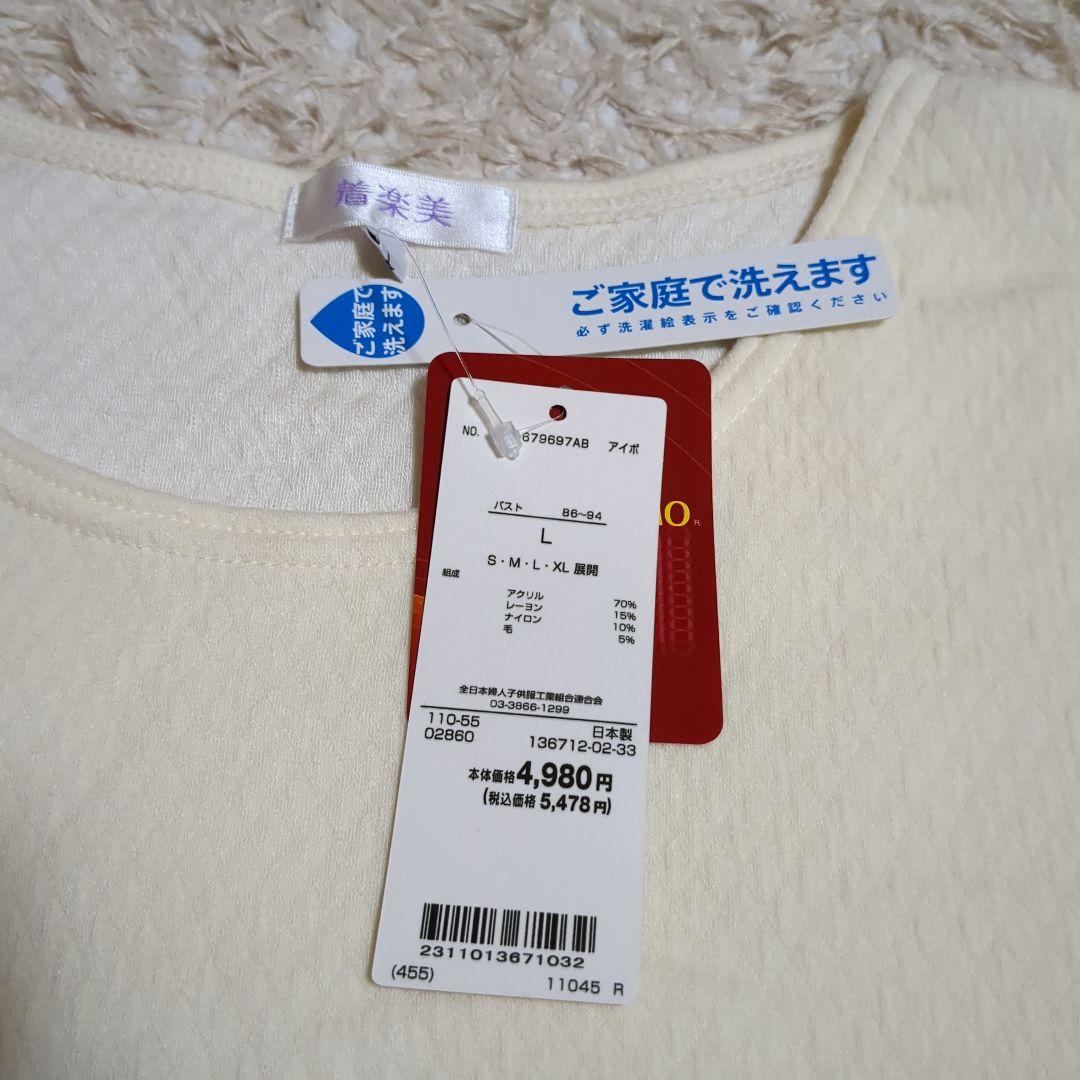 着楽美
ご家庭で
洗えます
ご家庭で洗えます
必ず洗濯絵表示をご確認ください
NO. 679697AB アイボ
バスト 86~94
L
S・M・L・XL 展開
組成
アクリル 70%
レーヨン 15%
ナイロン 10%
毛 5%
全日本婦人子供服工業組合連合会
03-3866-1299
110-55 日本製
02860 136712-02-33
本体価格4,980円
(税込価格 5,478円)
2311013671032
(455) 11045 R